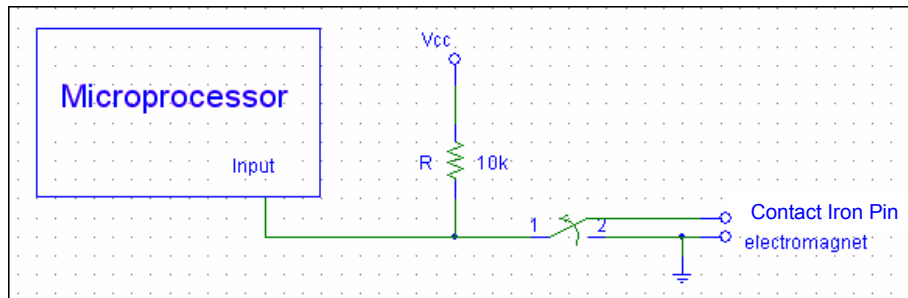 Vcc
Microprocessor
Input
R 10k
1 2
Contact Iron Pin
electromagnet